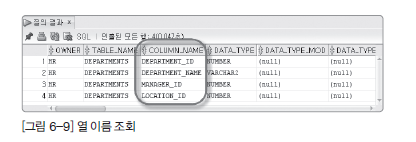 질의 결과 ×
SQL | 인출된 모든 행: 4(0.047초)
OWNER TABLE_NAME COLUMN_NAME DATA_TYPE DATA_TYPE_MOD DATA_TYPE
1 HR DEPARTMENTS DEPARTMENT_ID NUMBER (null) (null)
2 HR DEPARTMENTS DEPARTMENT_NAME VARCHAR2 (null) (null)
3 HR DEPARTMENTS MANAGER_ID NUMBER (null) (null)
4 HR DEPARTMENTS LOCATION_ID NUMBER (null) (null)
[그림 6-9] 열 이름 조회